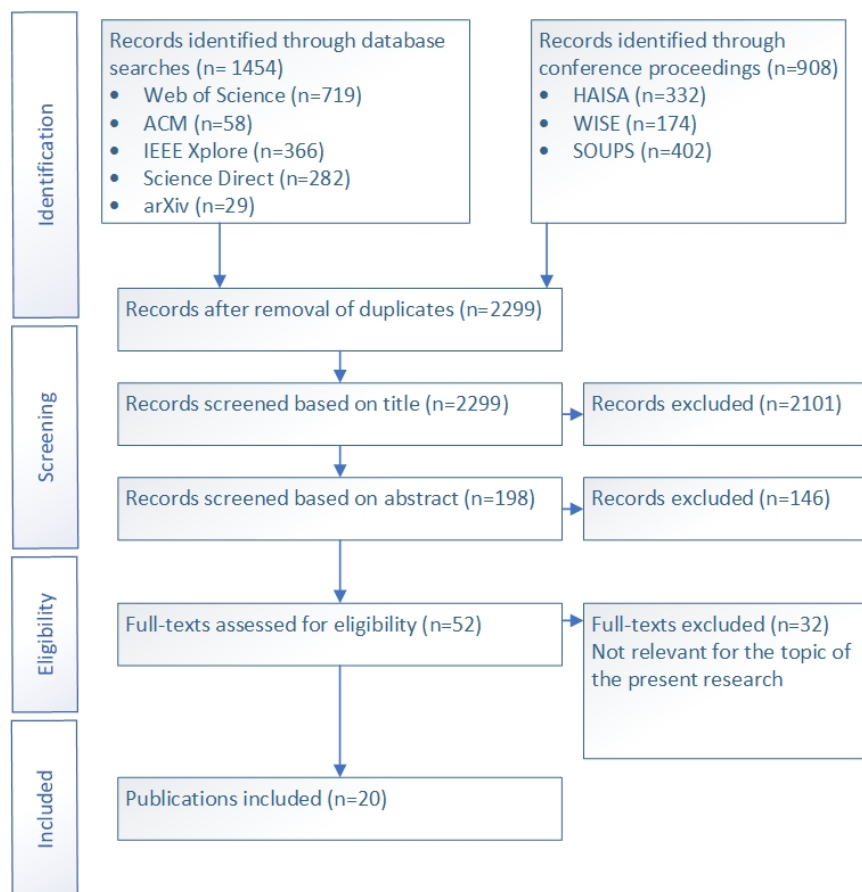 Identification
Records identified through database
searches (n= 1454)
• Web of Science (n=719)
• ACM (n=58)
• IEEE Xplore (n=366)
• Science Direct (n=282)
• arXiv (n=29)
Records identified through
conference proceedings (n=908)
• HAISA (n=332)
• WISE (n=174)
• SOUPS (n=402)
Records after removal of duplicates (n=2299)
Screening
Records screened based on title (n=2299)
Records excluded (n=2101)
Records screened based on abstract (n=198)
Records excluded (n=146)
Eligibility
Full-texts assessed for eligibility (n=52)
Full-texts excluded (n=32)
Not relevant for the topic of
the present research
Included
Publications included (n=20)